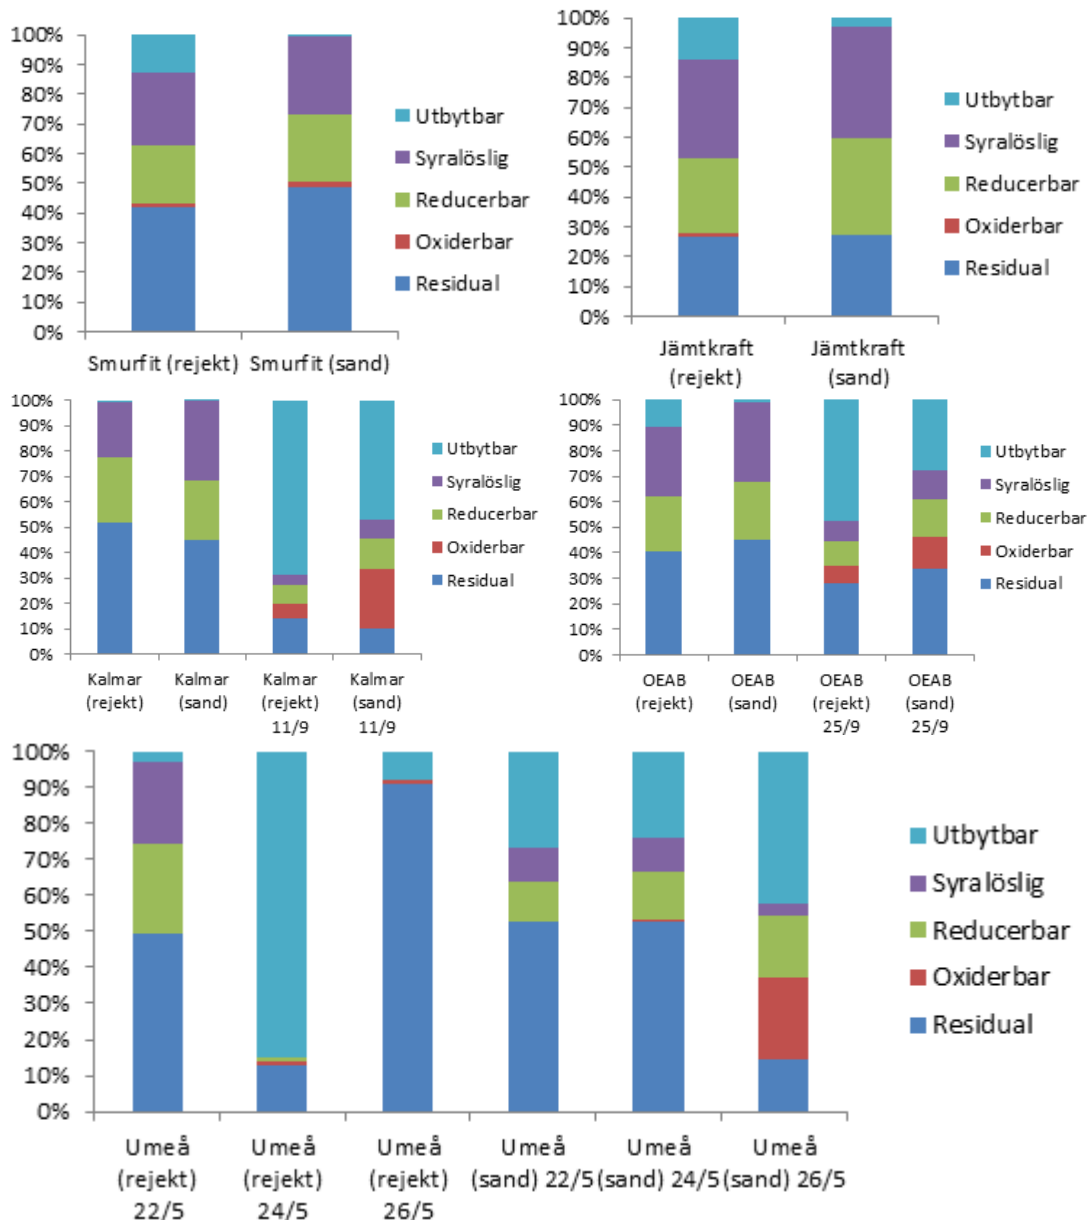 100%
90%
80%
70%
60%
50%
40%
30%
20%
10%
0%
Smurfit (rejekt) Smurfit (sand)
Utbytbar
Syralöslig
Reducerbar
Oxiderbar
Residual
100%
90%
80%
70%
60%
50%
40%
30%
20%
10%
0%
Jämtkraft Jämtkraft
(rejekt) (sand)
Utbytbar
Syralöslig
Reducerbar
Oxiderbar
Residual
100%
90%
80%
70%
60%
50%
40%
30%
20%
10%
0%
Kalmar Kalmar Kalmar Kalmar
(rejekt) (sand) (rejekt) (sand)
11/9 11/9
Utbytbar
Syralöslig
Reducerbar
Oxiderbar
Residual
100%
90%
80%
70%
60%
50%
40%
30%
20%
10%
0%
OEAB OEAB OEAB OEAB
(rejekt) (sand) (rejekt) (sand)
25/9 25/9
Utbytbar
Syralöslig
Reducerbar
Oxiderbar
Residual
100%
90%
80%
70%
60%
50%
40%
30%
20%
10%
0%
Umeå Umeå Umeå Umeå Umeå Umeå
(rejekt) (rejekt) (rejekt) (sand) 22/5 (sand) 24/5 (sand) 26/5
22/5 24/5 26/5
Utbytbar
Syralöslig
Reducerbar
Oxiderbar
Residual